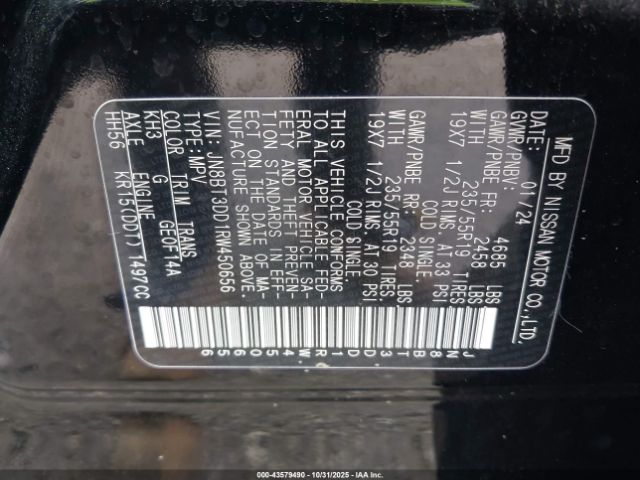 MFD BY NISSAN MOTOR CO.,LTD.
DATE: 01/24
GVWR/PNBV: 4685 LBS
GAWR/PNBE FR: 2458 LBS
WITH 235/55R19 TIRES
19X7 1/2J RIMS, AT 33 PSI
COLD SINGLE.
GAWR/PNBE RR: 2348 LBS
WITH 235/55R19 TIRES
19X7 1/2J RIMS, AT 30 PSI
COLD SINGLE.
THIS VEHICLE CONFORMS
TO ALL APPLICABLE FED-
ERAL MOTOR VEHICLE SA-
FETY AND THEFT PREVEN-
TION STANDARDS IN EFF-
ECT ON THE DATE OF MA-
NUFACTURE SHOWN ABOVE.
VIN: JN8BT3DD1RW450656
TYPE: MPV
COLOR TRIM TRANS
KH3 G GE0F14A
AXLE ENGINE
HH56 KR15(DDT) 1497CC
JN8BT3DD1RW450656
000-43579490 - 10/31/2025 - IAA Inc.